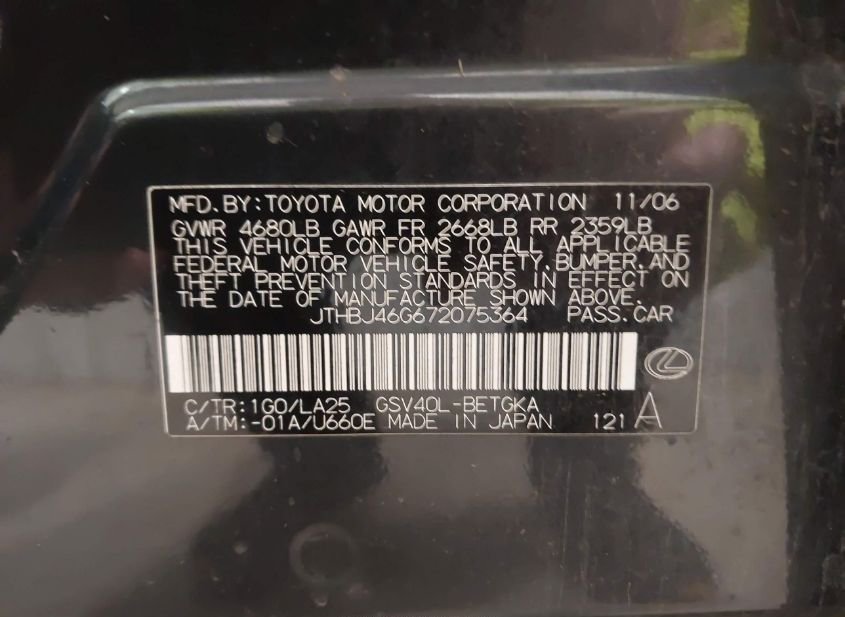 MFD.BY:TOYOTA MOTOR CORPORATION 11/06
GVWR 4680LB GAWR FR 2668LB RR 2359LB
THIS VEHICLE CONFORMS TO ALL APPLICABLE
FEDERAL MOTOR VEHICLE SAFETY,BUMPER,AND
THEFT PREVENTION STANDARDS IN EFFECT ON
THE DATE OF MANUFACTURE SHOWN ABOVE.
JTHBJ46G672075364 PASS.CAR
C/TR:1G0/LA25 GSV40L-BETGKA
A/TM:-01A/U660E MADE IN JAPAN 121 A